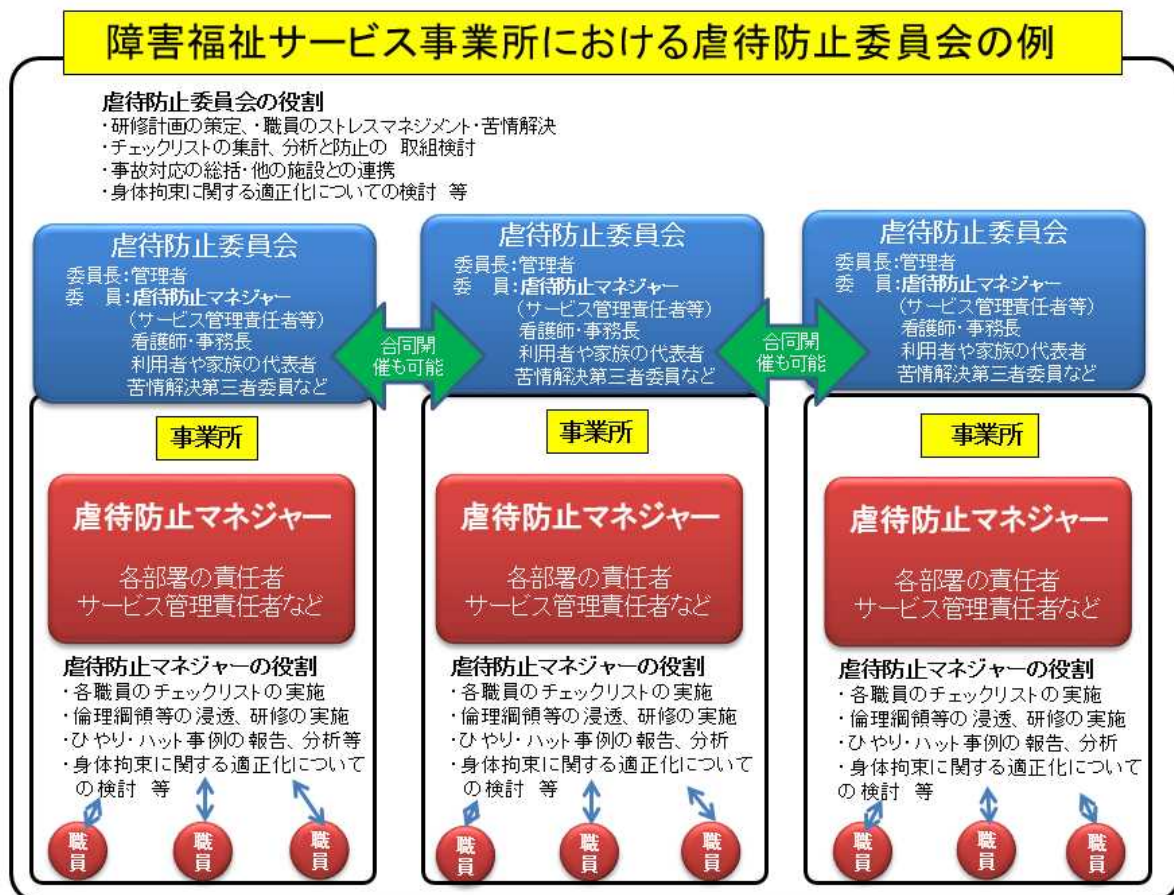 障害福祉サービス事業所における虐待防止委員会の例
虐待防止委員会の役割
・研修計画の策定、・職員のストレスマネジメント・苦情解決
・チェックリストの集計、分析と防止の 取組検討
・事故対応の総括・他の施設との連携
・身体拘束に関する適正化についての検討 等
虐待防止委員会
委員長:管理者
委 員:虐待防止マネジャー
(サービス管理責任者等)
看護師・事務長
利用者や家族の代表者
苦情解決第三者委員など
合同開
催も可能
虐待防止委員会
委員長:管理者
委 員:虐待防止マネジャー
(サービス管理責任者等)
看護師・事務長
利用者や家族の代表者
苦情解決第三者委員など
合同開
催も可能
虐待防止委員会
委員長:管理者
委 員:虐待防止マネジャー
(サービス管理責任者等)
看護師・事務長
利用者や家族の代表者
苦情解決第三者委員など
事業所
虐待防止マネジャー
各部署の責任者
サービス管理責任者など
虐待防止マネジャーの役割
・各職員のチェックリストの実施
・倫理綱領等の浸透、研修の実施
・ひやり・ハット事例の報告、分析等
・身体拘束に関する適正化について
の検討 等
職員
職員
職員
事業所
虐待防止マネジャー
各部署の責任者
サービス管理責任者など
虐待防止マネジャーの役割
・各職員のチェックリストの実施
・倫理綱領等の浸透、研修の実施
・ひやり・ハット事例の報告、分析
・身体拘束に関する適正化について
の検討 等
職員
職員
職員
事業所
虐待防止マネジャー
各部署の責任者
サービス管理責任者など
虐待防止マネジャーの役割
・各職員のチェックリストの実施
・倫理綱領等の浸透、研修の実施
・ひやり・ハット事例の報告、分析
・身体拘束に関する適正化について
の検討 等
職員
職員
職員